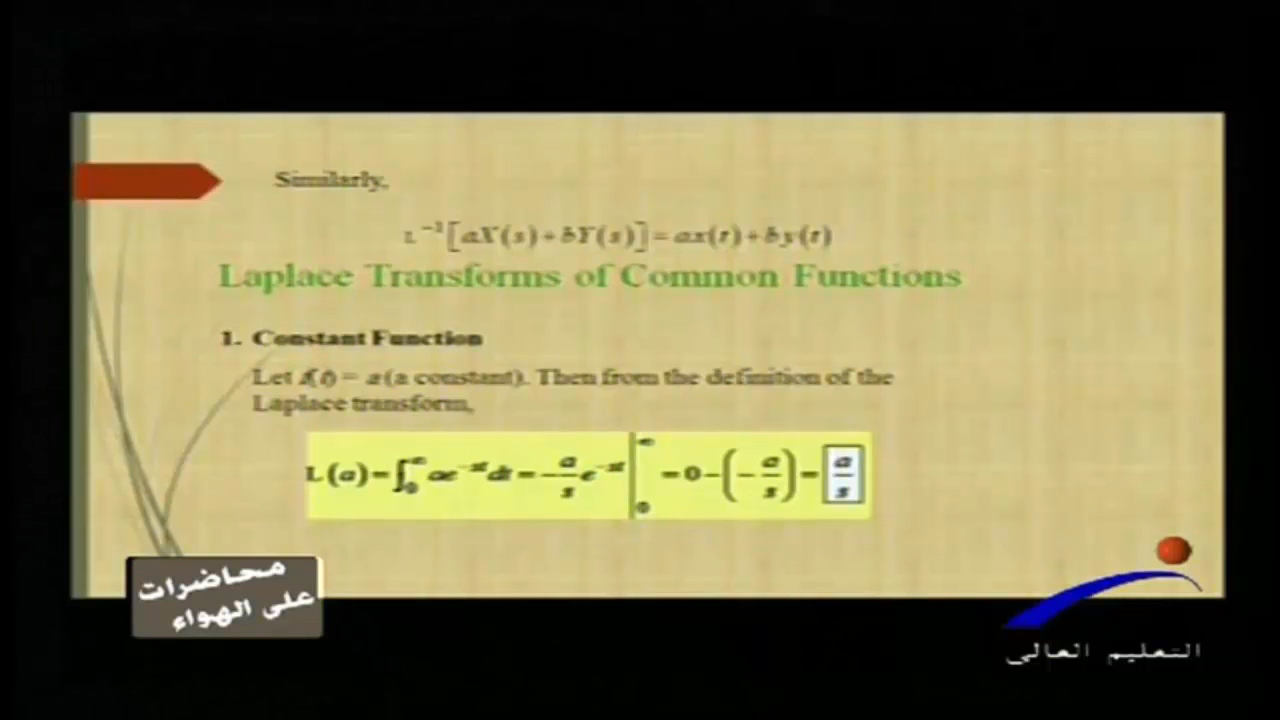 Similarly,
L⁻¹[aX(s)+bY(s)]=ax(t)+by(t)
Laplace Transforms of Common Functions
1. Constant Function
Let f(t) = a (a constant). Then from the definition of the
Laplace transform,
L(a)=∫₀^∞ ae^(-st)dt=-a/s e^(-st)|₀^∞ =0-(-a/s)=a/s
محاضرات
على الهواء
التعليم العالى